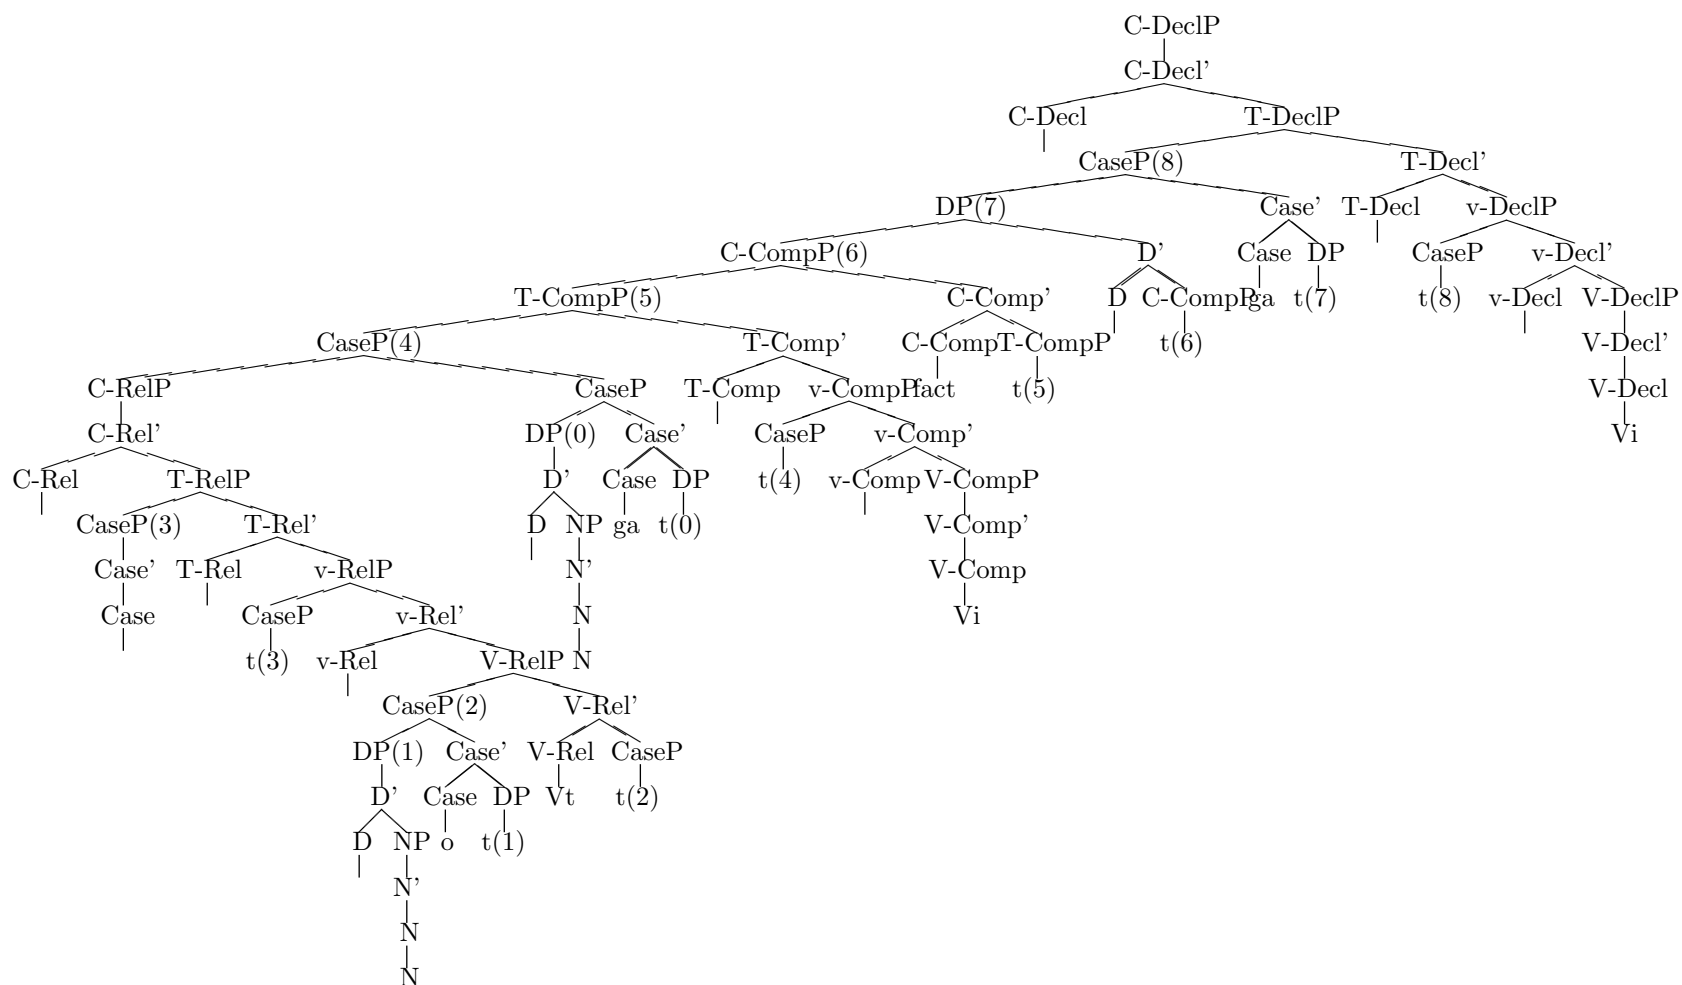 C-DeclP
C-Decl'
C-Decl T-DeclP
CaseP(8) T-Decl'
DP(7) Case' T-Decl v-DeclP
C-CompP(6) D' Case DP CaseP v-Decl'
T-CompP(5) C-Comp' D C-CompP ga t(7) t(8) v-Decl V-DeclP
CaseP(4) T-Comp' C-Comp T-CompP t(6) V-Decl'
C-RelP CaseP T-Comp v-CompP fact t(5) V-Decl
C-Rel' DP(0) Case' CaseP v-Comp' Vi
C-Rel T-RelP D' Case DP t(4) v-Comp V-CompP
CaseP(3) T-Rel' D NP ga t(0) V-Comp'
Case' T-Rel v-RelP N' V-Comp
Case CaseP v-Rel' N Vi
t(3) v-Rel V-RelP N
CaseP(2) V-Rel'
DP(1) Case' V-Rel CaseP
D' Case DP Vt t(2)
D NP o t(1)
N'
N
N